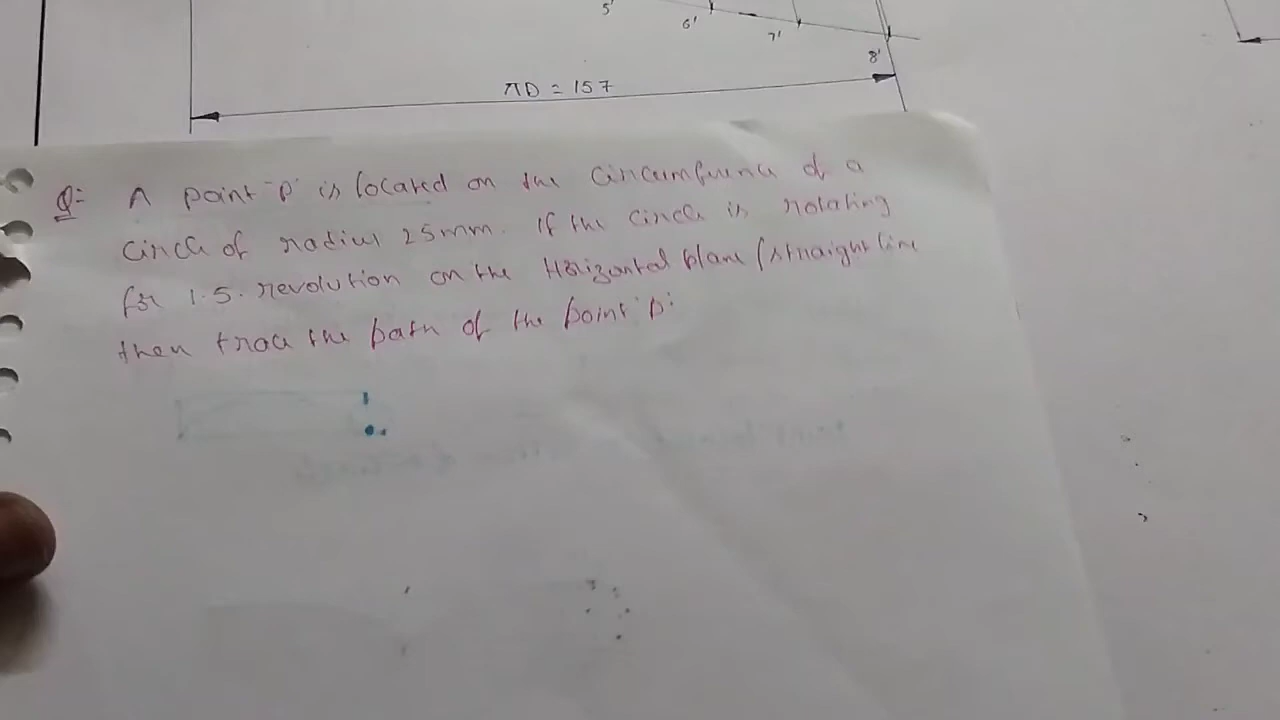 5'
6'
7'
8'
πD = 157
Q:- A point "P" is located on the circumference of a
circle of radius 25mm. If the circle is rotating
for 1.5. revolution on the Horizontal plane (straight line
then trace the path of the point 'P'